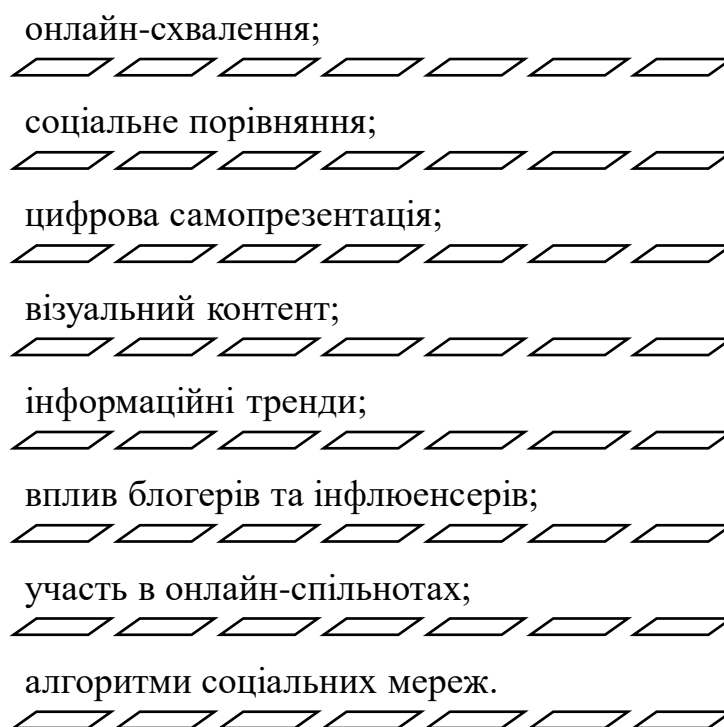 онлайн-схвалення;
соціальне порівняння;
цифрова самопрезентація;
візуальний контент;
інформаційні тренди;
вплив блогерів та інфлюенсерів;
участь в онлайн-спільнотах;
алгоритми соціальних мереж.